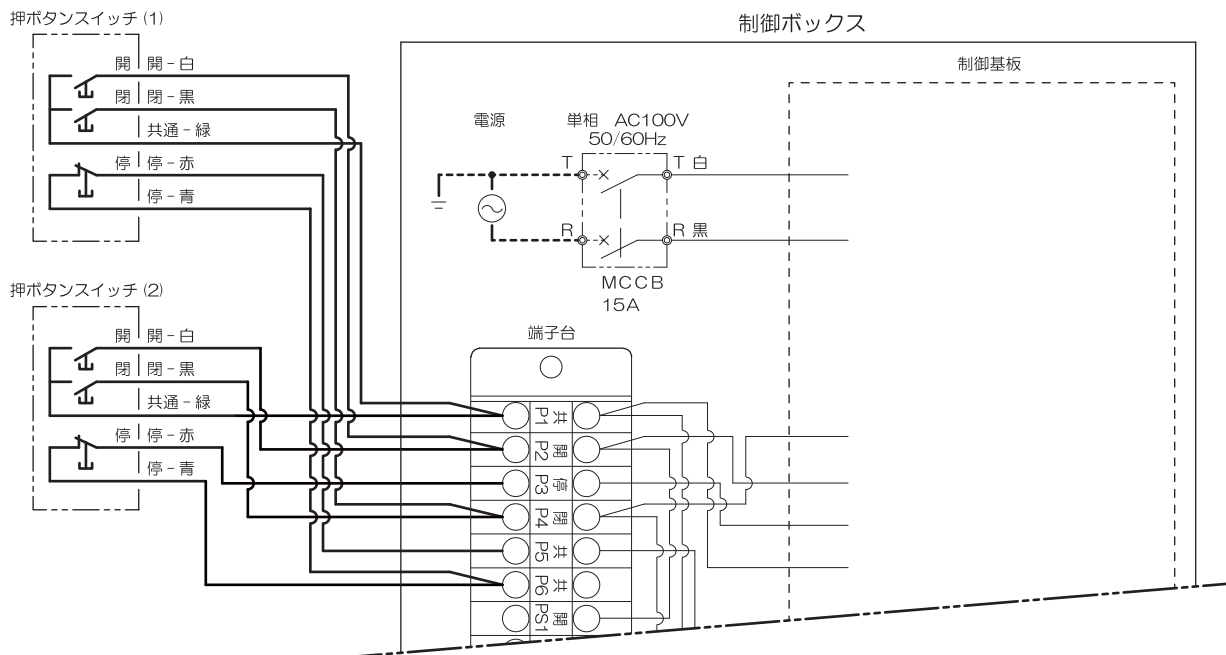 押ボタンスイッチ (1)
開 開 - 白
閉 閉 - 黒
共通 - 緑
停 停 - 赤
停 - 青
押ボタンスイッチ (2)
開 開 - 白
閉 閉 - 黒
共通 - 緑
停 停 - 赤
停 - 青
制御ボックス
制御基板
電源 単相 AC100V
50/60Hz
T T 白
R R 黒
MCCB
15A
端子台
P1 共
P2 開
P3 停
P4 閉
P5 共
P6 共
PS1 開